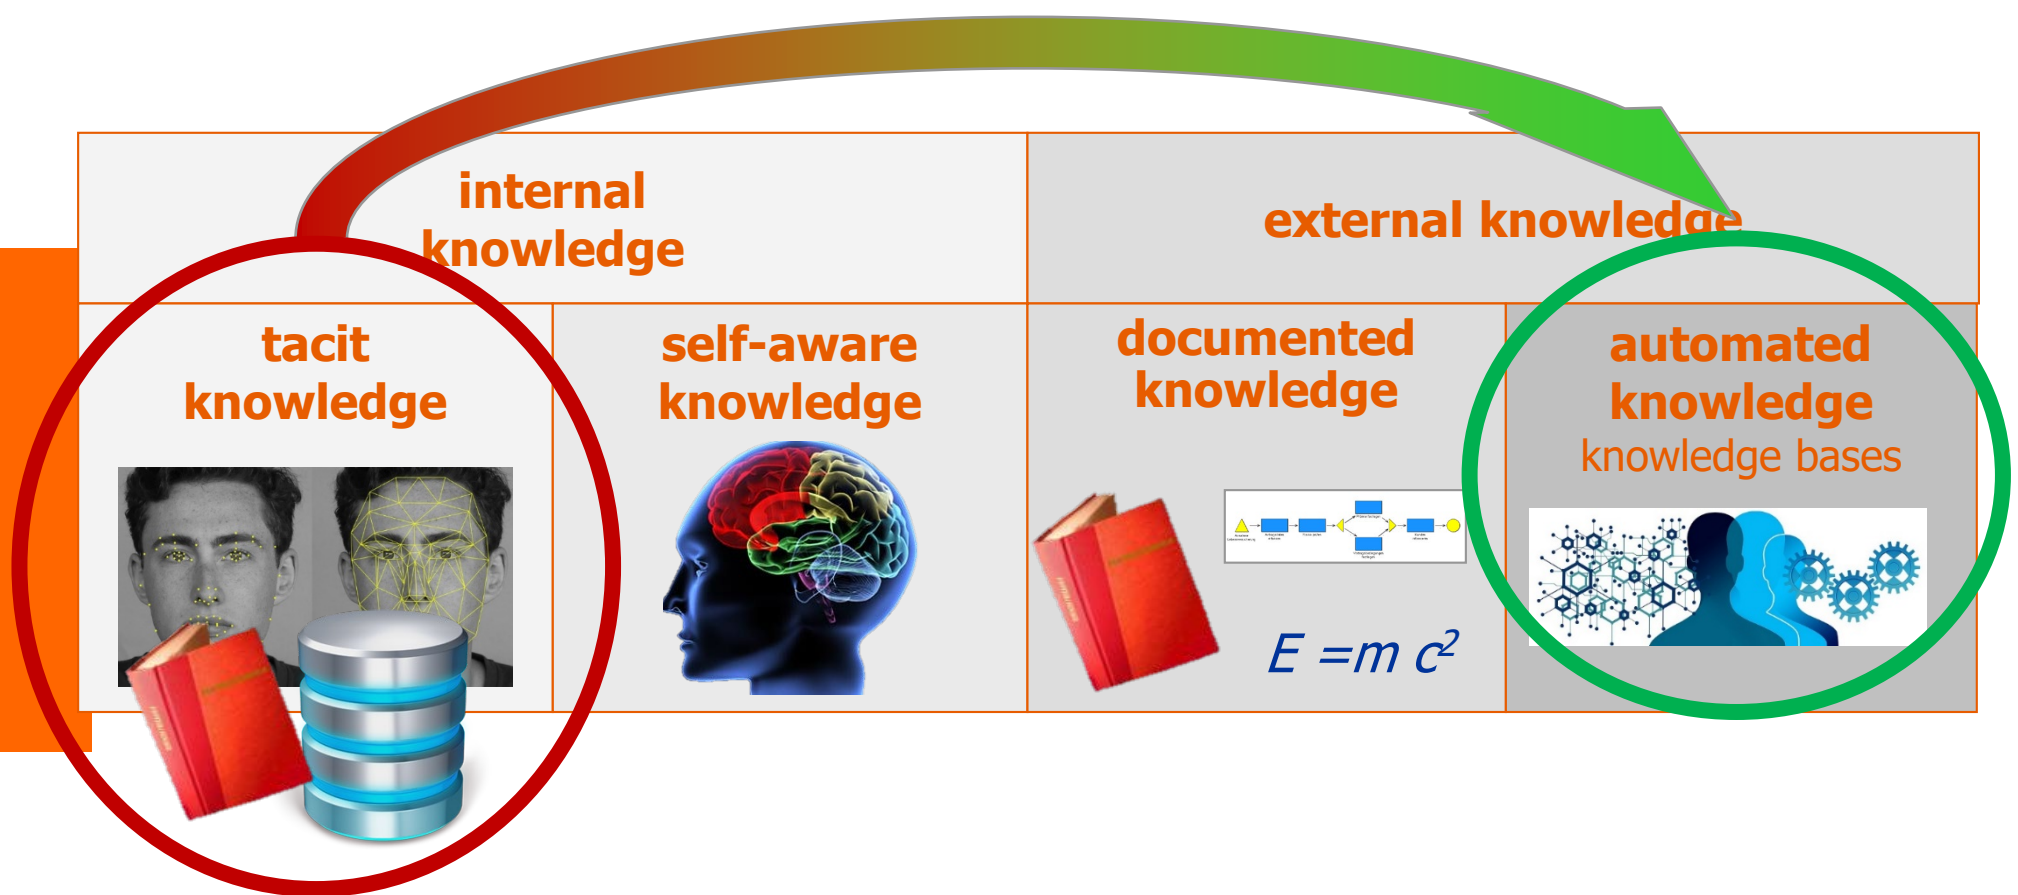 internal
knowledge
external knowledge
tacit
knowledge
self-aware
knowledge
documented
knowledge
automated
knowledge
knowledge bases
E =m c²